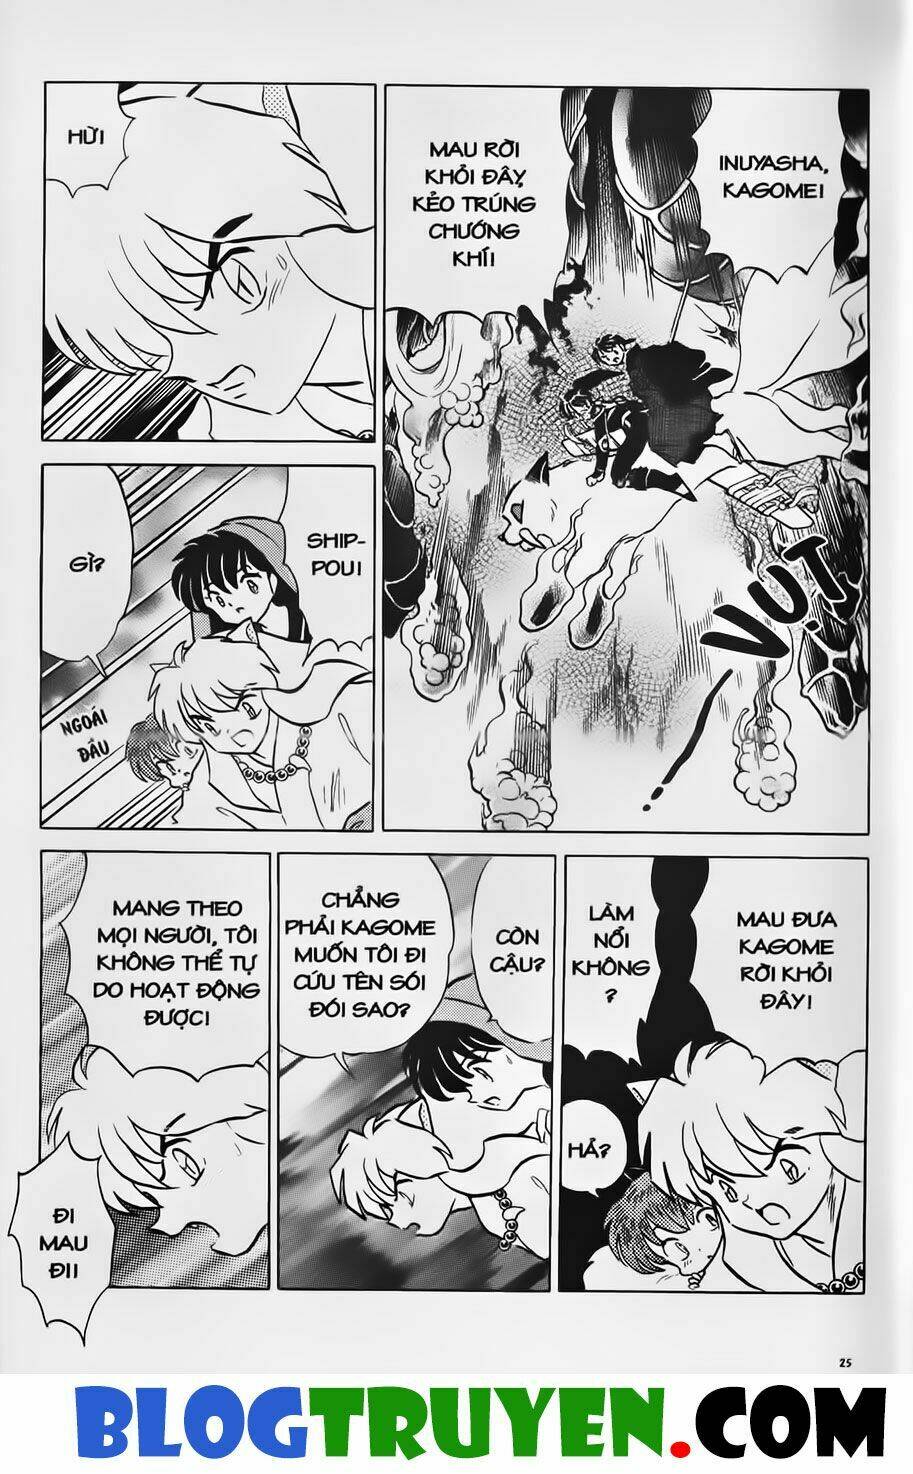 INUYASHA,
KAGOME!
MAU RỜI
KHỎI ĐÂY,
KẺO TRÚNG
CHƯỚNG
KHÍ!
VỤT
HỪ!
SHIP-
POU!
GÌ?
NGOÁI
ĐẦU
MAU ĐƯA
KAGOME
RỜI KHỎI
ĐÂY!
LÀM
NỔI
KHÔNG
?
HẢ?
CÒN
CẬU?
CHẲNG
PHẢI KAGOME
MUỐN TÔI ĐI
CỨU TÊN SÓI
ĐÓI SAO?
MANG THEO
MỌI NGƯỜI, TÔI
KHÔNG THỂ TỰ
DO HOẠT ĐỘNG
ĐƯỢC!
ĐI
MAU
ĐI!
25
BLOGTRUYEN.COM